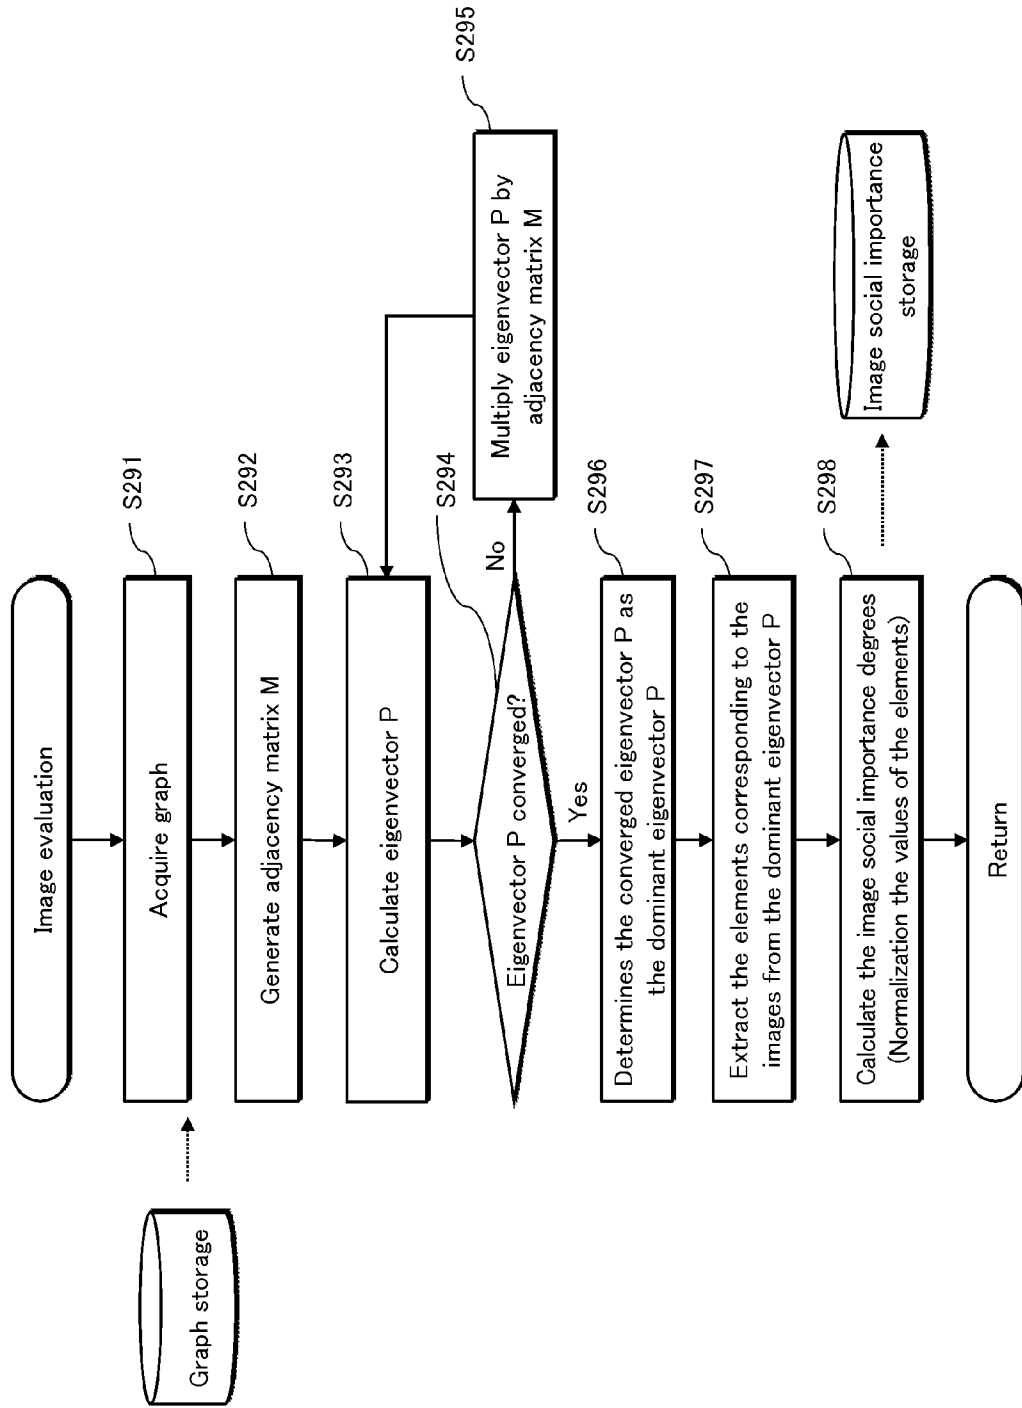 Image evaluation
Graph storage
Acquire graph
S291
Generate adjacency matrix M
S292
Calculate eigenvector P
S293
Eigenvector P converged?
S294
No
Yes
Multiply eigenvector P by
adjacency matrix M
S295
Determines the converged eigenvector P as
the dominant eigenvector P
S296
Extract the elements corresponding to the
images from the dominant eigenvector P
S297
Calculate the image social importance degrees
(Normalization the values of the elements)
S298
Image social importance
storage
Return